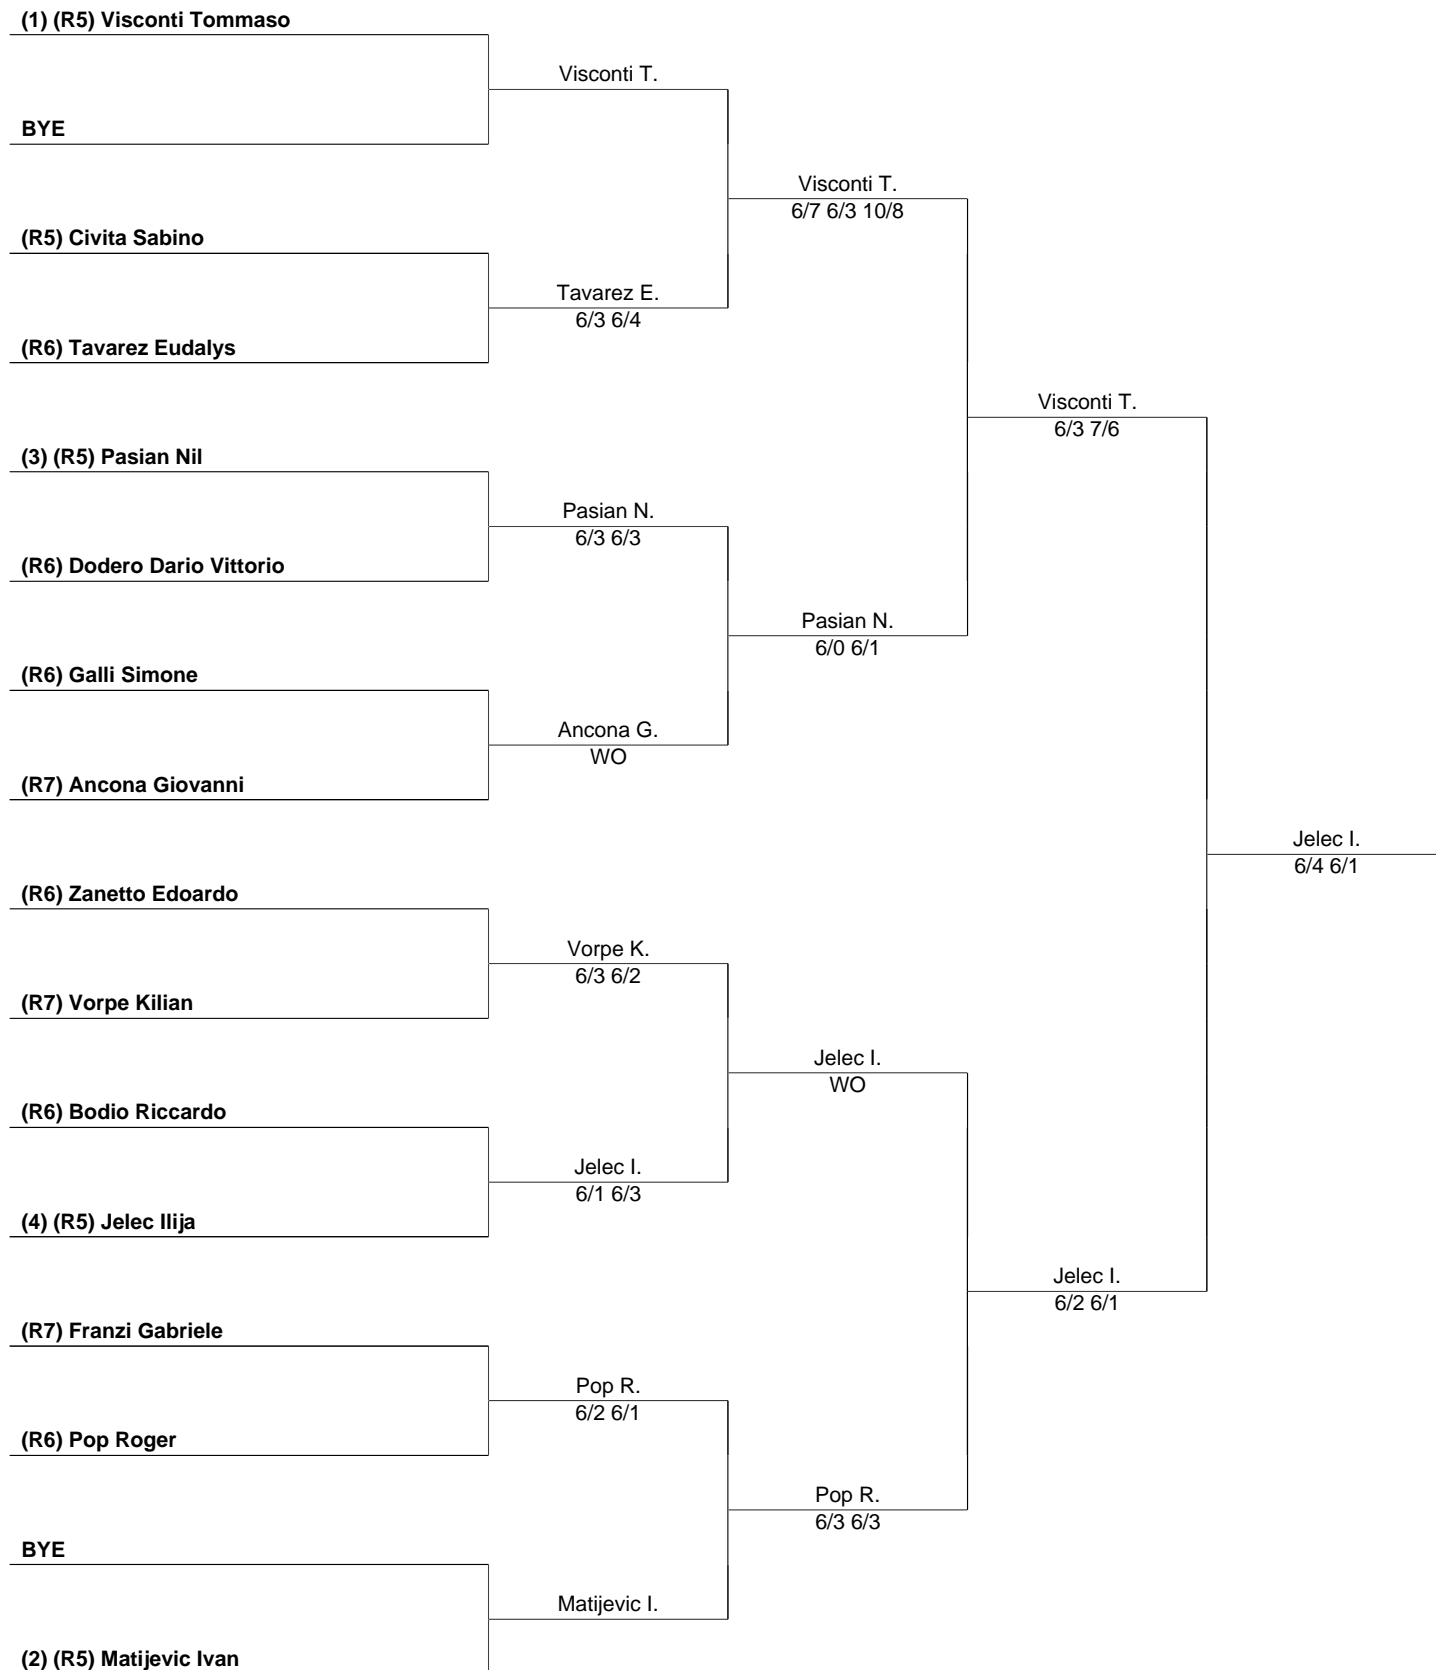 (1) (R5) Visconti Tommaso
Visconti T.
BYE
Visconti T.
6/7 6/3 10/8
(R5) Civita Sabino
Tavarez E.
6/3 6/4
(R6) Tavarez Eudalys
Visconti T.
6/3 7/6
(3) (R5) Pasian Nil
Pasian N.
6/3 6/3
(R6) Dodero Dario Vittorio
Pasian N.
6/0 6/1
(R6) Galli Simone
Ancona G.
WO
(R7) Ancona Giovanni
Jelec I.
6/4 6/1
(R6) Zanetto Edoardo
Vorpe K.
6/3 6/2
(R7) Vorpe Kilian
Jelec I.
WO
(R6) Bodio Riccardo
Jelec I.
6/1 6/3
(4) (R5) Jelec Ilija
Jelec I.
6/2 6/1
(R7) Franzi Gabriele
Pop R.
6/2 6/1
(R6) Pop Roger
Pop R.
6/3 6/3
BYE
Matijevic I.
(2) (R5) Matijevic Ivan